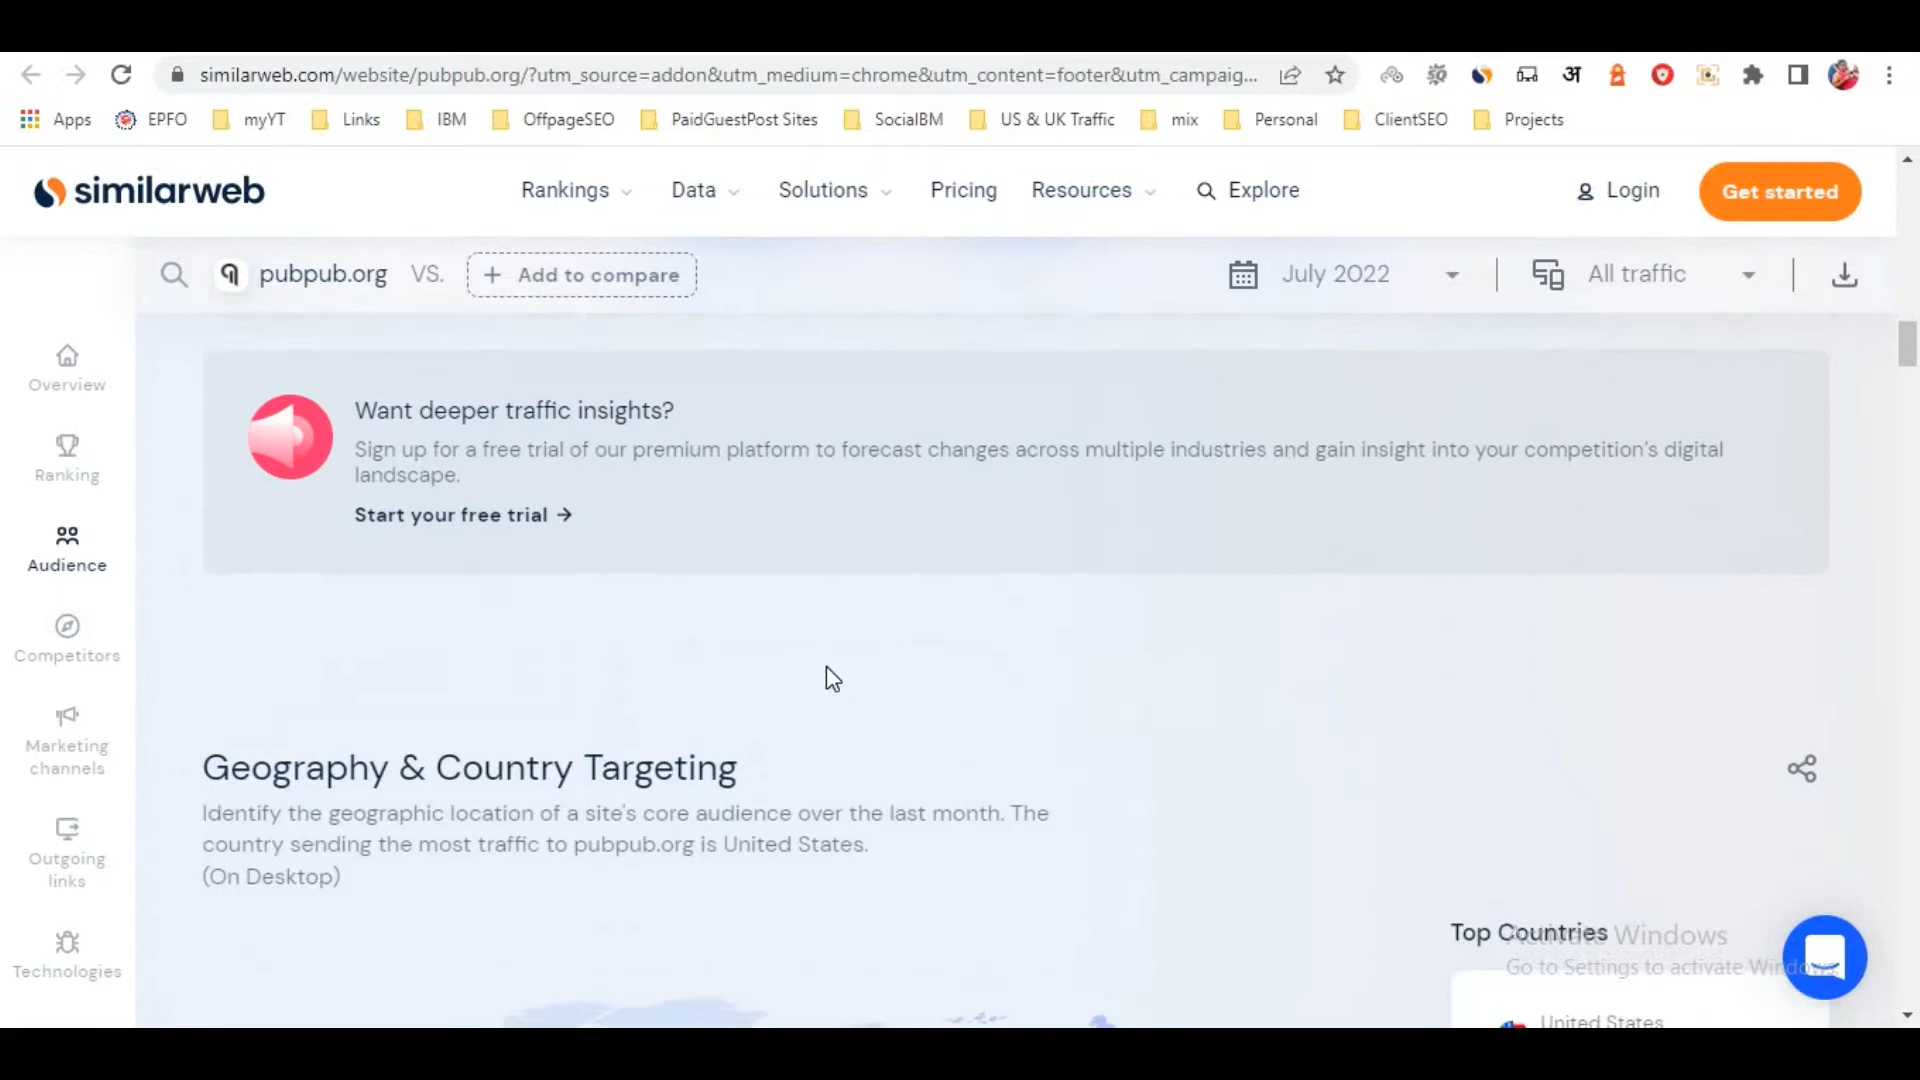 similarweb.com/website/pubpub.org/?utm_source=addon&utm_medium=chrome&utm_content=footer&utm_campaig...
अ
Apps EPFO myYT Links IBM OffpageSEO PaidGuestPost Sites SocialBM US & UK Traffic mix Personal ClientSEO Projects
similarweb Rankings Data Solutions Pricing Resources Explore Login Get started
pubpub.org VS. + Add to compare July 2022 All traffic
Overview
Ranking
Audience
Competitors
Marketing
channels
Outgoing
links
Technologies
Want deeper traffic insights?
Sign up for a free trial of our premium platform to forecast changes across multiple industries and gain insight into your competition's digital
landscape.
Start your free trial →
Geography & Country Targeting
Identify the geographic location of a site's core audience over the last month. The
country sending the most traffic to pubpub.org is United States.
(On Desktop)
Top Countries
Activate Windows
Go to Settings to activate Windows.
United States